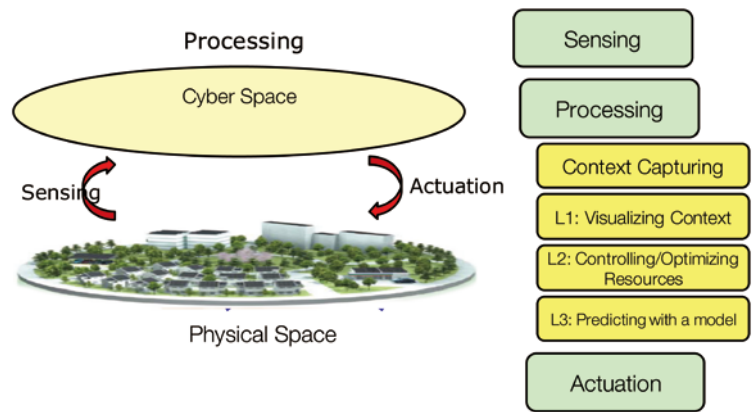 Processing
Cyber Space
Sensing
Actuation
Physical Space
Sensing
Processing
Context Capturing
L1: Visualizing Context
L2: Controlling/Optimizing
Resources
L3: Predicting with a model
Actuation